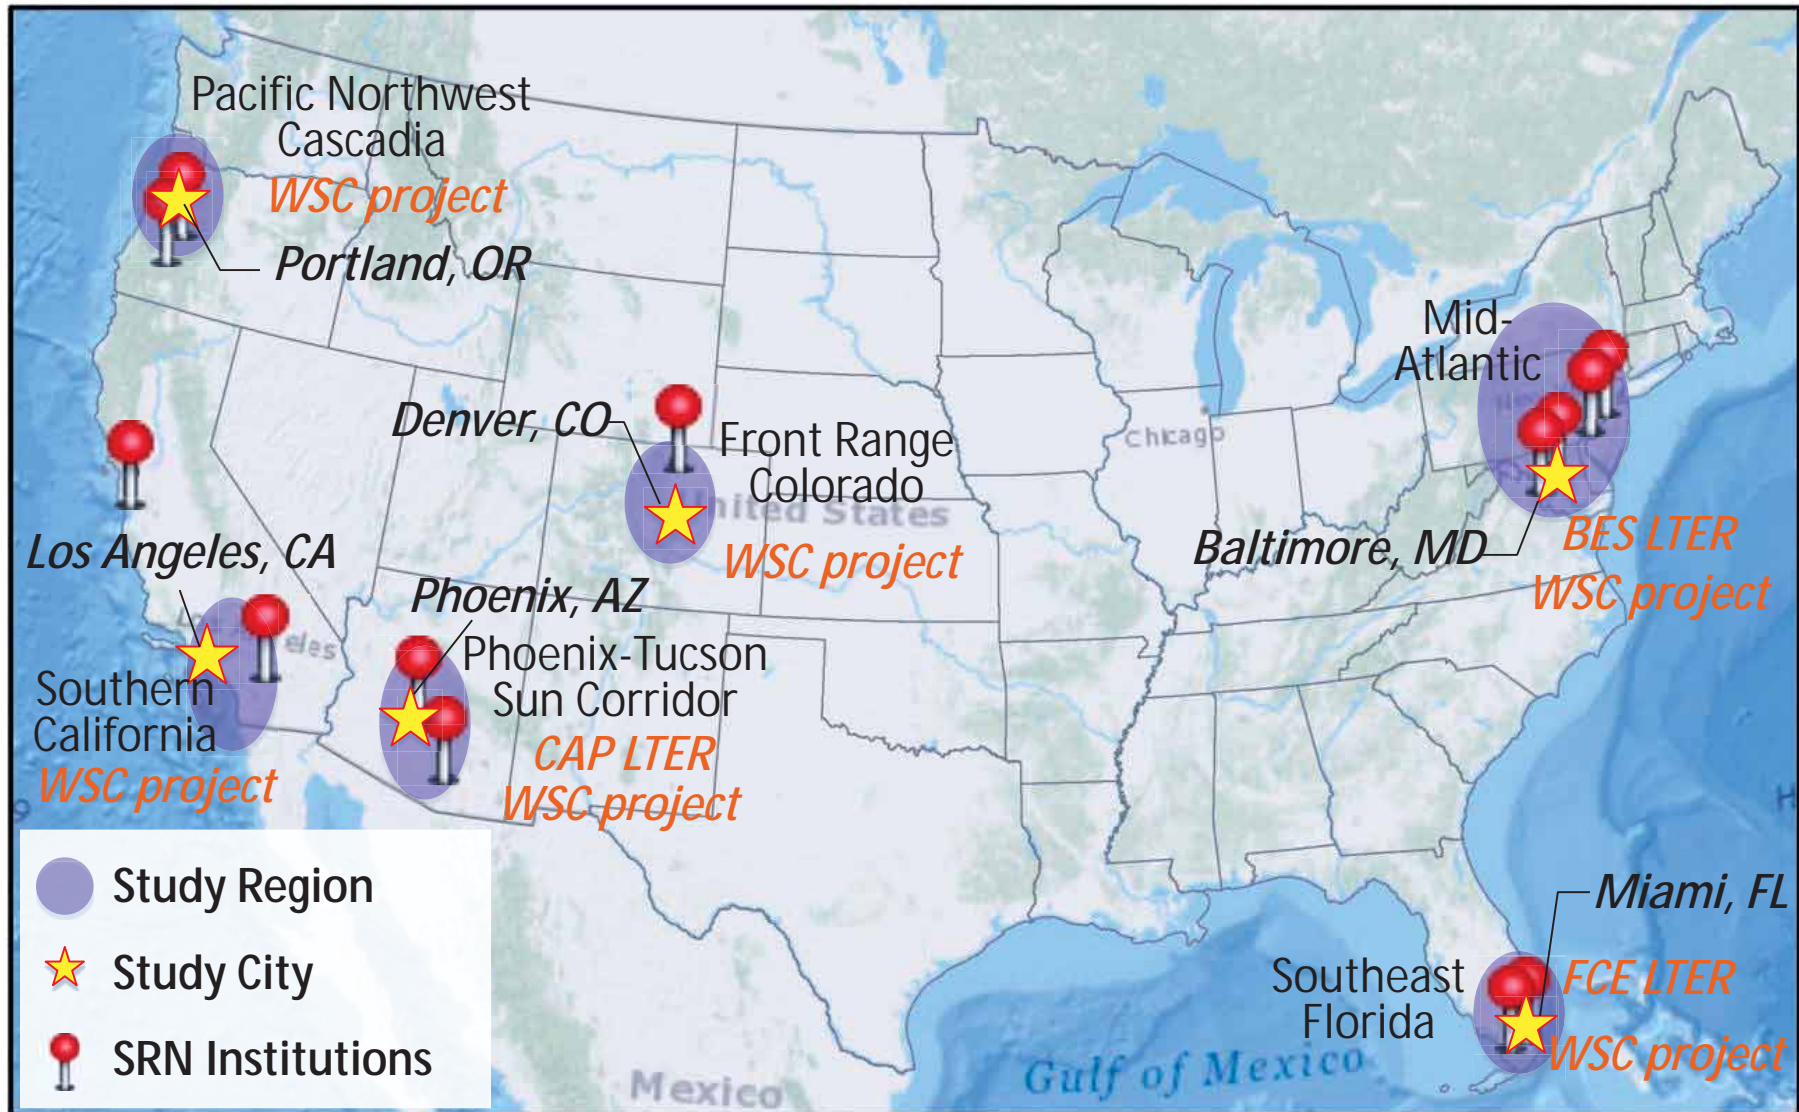 Pacific Northwest
Cascadia
WSC project
Portland, OR
Mid-
Atlantic
Denver, CO
Front Range
Colorado
WSC project
Chicago
United States
Baltimore, MD
BES LTER
WSC project
Los Angeles, CA
Phoenix, AZ
Phoenix-Tucson
Sun Corridor
CAP LTER
WSC project
eles
Southern
California
WSC project
Study Region
Study City
SRN Institutions
Miami, FL
Southeast
Florida
FCE LTER
WSC project
Gulf of Mexico
Mexico